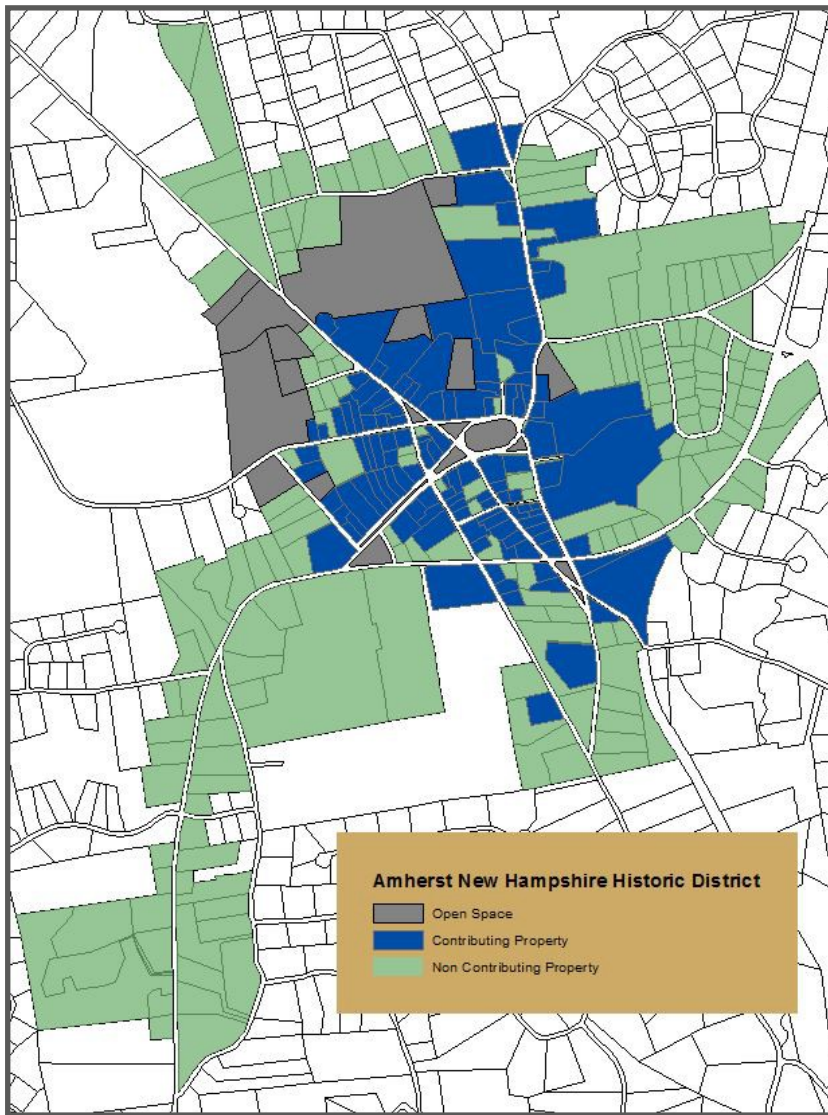 Amherst New Hampshire Historic District
Open Space
Contributing Property
Non Contributing Property